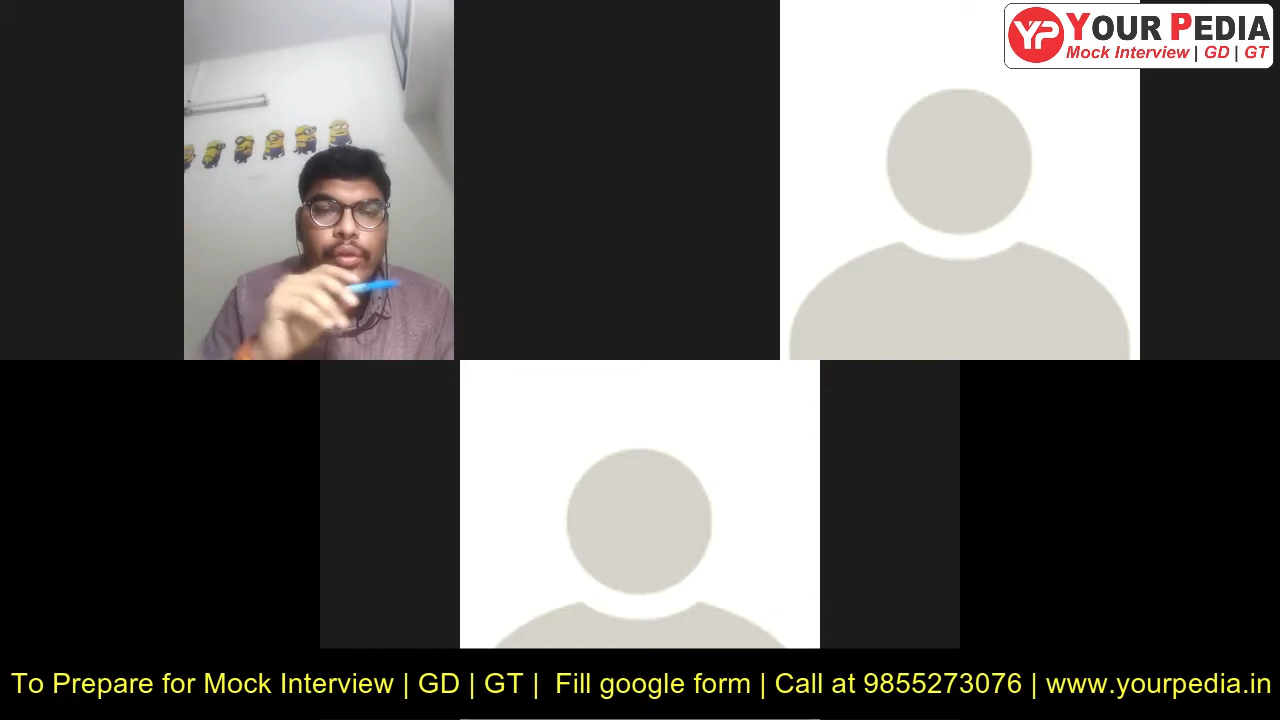 YP YOUR PEDIA
Mock Interview | GD | GT
To Prepare for Mock Interview | GD | GT | Fill google form | Call at 9855273076 | www.yourpedia.in